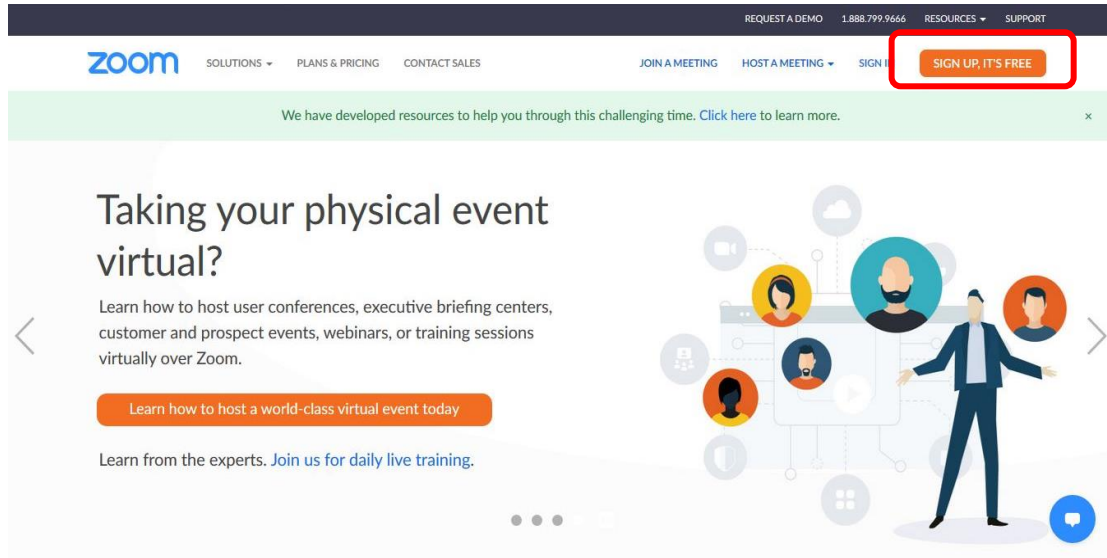 REQUEST A DEMO 1.888.799.9666 RESOURCES SUPPORT
zoom SOLUTIONS PLANS & PRICING CONTACT SALES JOIN A MEETING HOST A MEETING SIGN SIGN UP, IT'S FREE
We have developed resources to help you through this challenging time. Click here to learn more. ×
Taking your physical event
virtual?
Learn how to host user conferences, executive briefing centers,
customer and prospect events, webinars, or training sessions
virtually over Zoom.
Learn how to host a world-class virtual event today
Learn from the experts. Join us for daily live training.